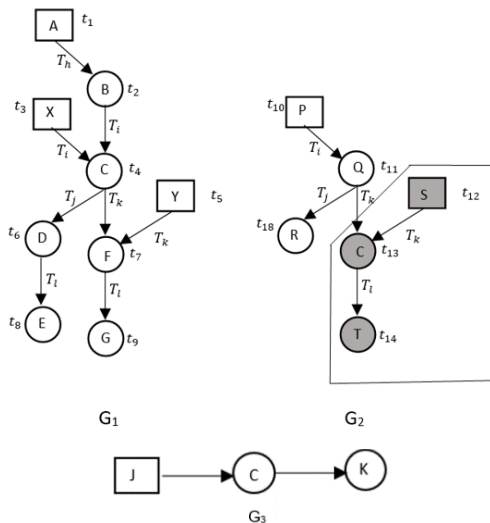 A t₁
Tₕ
B t₂
t₃ X
Tᵢ Tᵢ
C t₄
Tⱼ Tₖ
Y t₅
t₆ D
Tₖ
F t₇
Tₗ Tₗ
t₈ E
G t₉
G₁
t₁₀ P
Tᵢ
Q t₁₁
Tⱼ Tₖ
S t₁₂
t₁₈ R
Tₖ
C t₁₃
Tₗ
T t₁₄
G₂
J C K
G₃